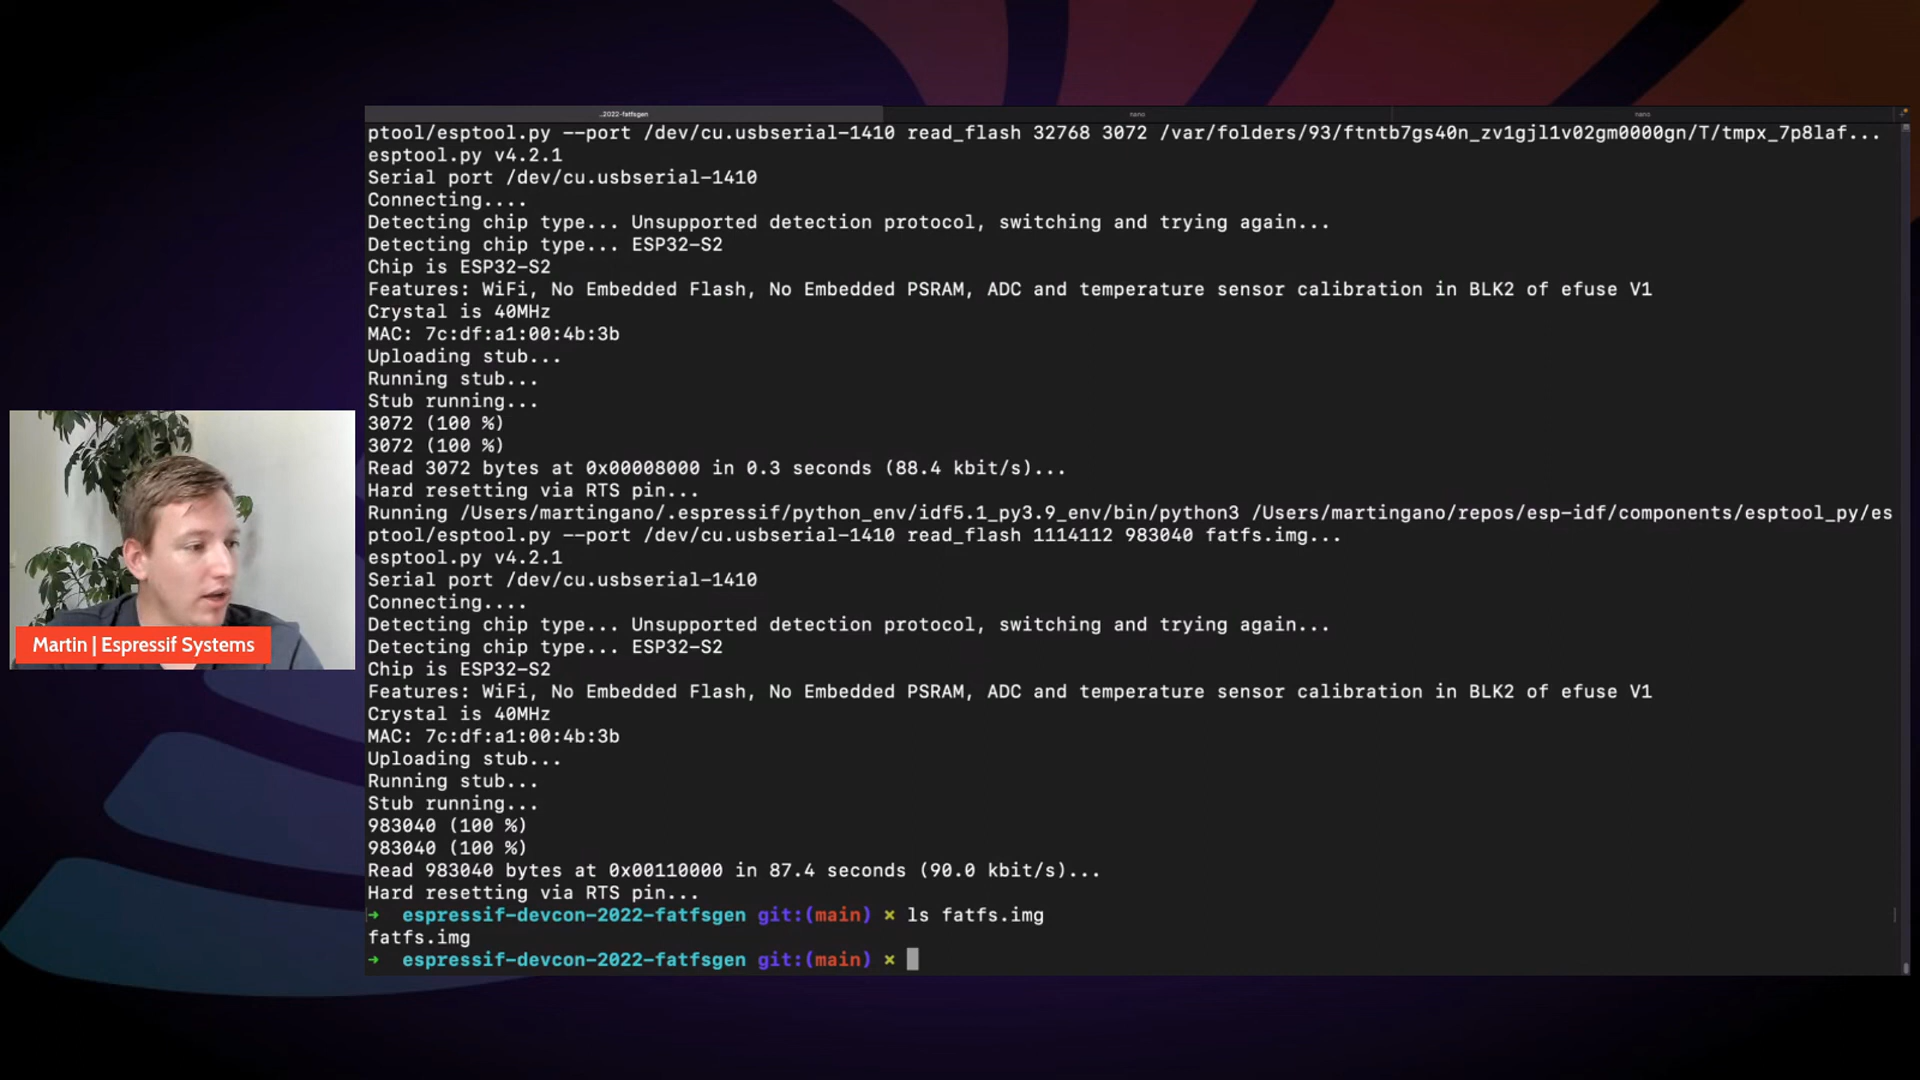 ..2022-fatfsgen
nano
nano
ptool/esptool.py --port /dev/cu.usbserial-1410 read_flash 32768 3072 /var/folders/93/ftntb7gs40n_zv1gjl1v02gm0000gn/T/tmpx_7p8laf...
esptool.py v4.2.1
Serial port /dev/cu.usbserial-1410
Connecting....
Detecting chip type... Unsupported detection protocol, switching and trying again...
Detecting chip type... ESP32-S2
Chip is ESP32-S2
Features: WiFi, No Embedded Flash, No Embedded PSRAM, ADC and temperature sensor calibration in BLK2 of efuse V1
Crystal is 40MHz
MAC: 7c:df:a1:00:4b:3b
Uploading stub...
Running stub...
Stub running...
3072 (100 %)
3072 (100 %)
Read 3072 bytes at 0x00008000 in 0.3 seconds (88.4 kbit/s)...
Hard resetting via RTS pin...
Running /Users/martingano/.espressif/python_env/idf5.1_py3.9_env/bin/python3 /Users/martingano/repos/esp-idf/components/esptool_py/es
ptool/esptool.py --port /dev/cu.usbserial-1410 read_flash 1114112 983040 fatfs.img...
esptool.py v4.2.1
Serial port /dev/cu.usbserial-1410
Connecting....
Detecting chip type... Unsupported detection protocol, switching and trying again...
Detecting chip type... ESP32-S2
Chip is ESP32-S2
Features: WiFi, No Embedded Flash, No Embedded PSRAM, ADC and temperature sensor calibration in BLK2 of efuse V1
Crystal is 40MHz
MAC: 7c:df:a1:00:4b:3b
Uploading stub...
Running stub...
Stub running...
983040 (100 %)
983040 (100 %)
Read 983040 bytes at 0x00110000 in 87.4 seconds (90.0 kbit/s)...
Hard resetting via RTS pin...
➜ espressif-devcon-2022-fatfsgen git:(main) × ls fatfs.img
fatfs.img
➜ espressif-devcon-2022-fatfsgen git:(main) ×
Martin | Espressif Systems